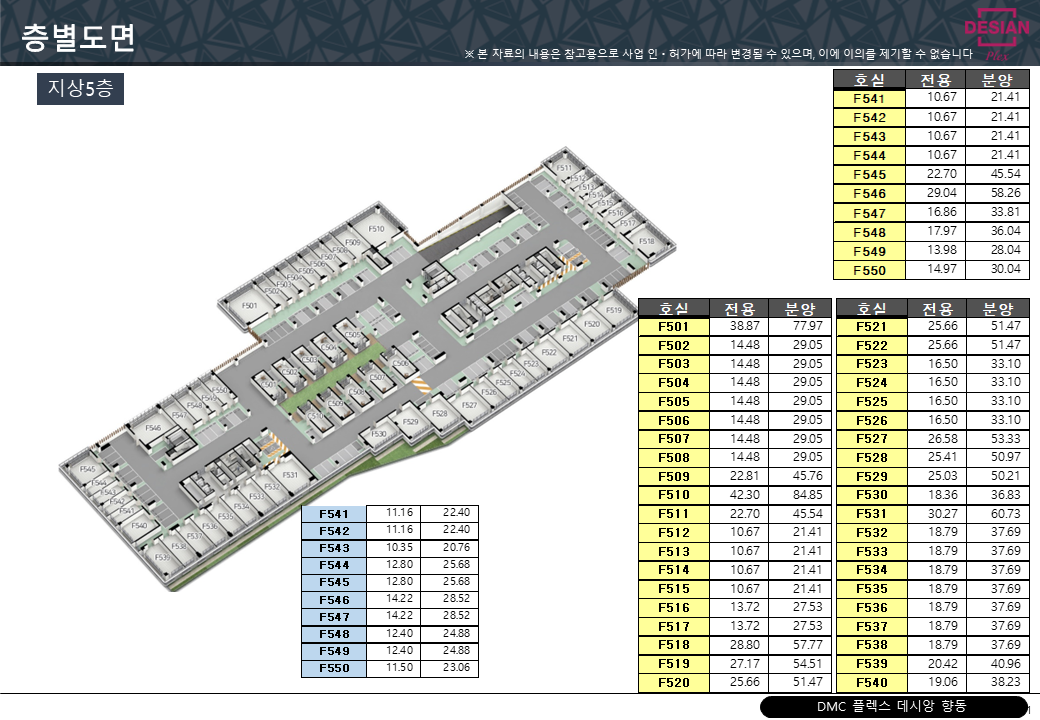 층별도면
※ 본 자료의 내용은 참고용으로 사업 인·허가에 따라 변경될 수 있으며, 이에 이의를 제기할 수 없습니다
DESIAN
Flex
지상5층
호실 전용 분양
F541 10.67 21.41
F542 10.67 21.41
F543 10.67 21.41
F544 10.67 21.41
F545 22.70 45.54
F546 29.04 58.26
F547 16.86 33.81
F548 17.97 36.04
F549 13.98 28.04
F550 14.97 30.04
F511
F512
F513
F514
F515
F516
F517
F518
F510
F509
F508
F507
F506
F505
F504
F503
F502
F501
F519
F520
F521
F522
F523
F524
F525
F526
F527
F528
F529
F530
C505
C504
C503
C502
C501
C506
C507
C508
C509
C510
F550
F549
F548
F547
F546
F545
F544
F543
F542
F541
F540
F531
F532
F533
F534
F535
F536
F537
F538
F539
호실 전용 분양
F501 38.87 77.97
F502 14.48 29.05
F503 14.48 29.05
F504 14.48 29.05
F505 14.48 29.05
F506 14.48 29.05
F507 14.48 29.05
F508 14.48 29.05
F509 22.81 45.76
F510 42.30 84.85
F511 22.70 45.54
F512 10.67 21.41
F513 10.67 21.41
F514 10.67 21.41
F515 10.67 21.41
F516 13.72 27.53
F517 13.72 27.53
F518 28.80 57.77
F519 27.17 54.51
F520 25.66 51.47
호실 전용 분양
F521 25.66 51.47
F522 25.66 51.47
F523 16.50 33.10
F524 16.50 33.10
F525 16.50 33.10
F526 16.50 33.10
F527 26.58 53.33
F528 25.41 50.97
F529 25.03 50.21
F530 18.36 36.83
F531 30.27 60.73
F532 18.79 37.69
F533 18.79 37.69
F534 18.79 37.69
F535 18.79 37.69
F536 18.79 37.69
F537 18.79 37.69
F538 18.79 37.69
F539 20.42 40.96
F540 19.06 38.23
F541 11.16 22.40
F542 11.16 22.40
F543 10.35 20.76
F544 12.80 25.68
F545 12.80 25.68
F546 14.22 28.52
F547 14.22 28.52
F548 12.40 24.88
F549 12.40 24.88
F550 11.50 23.06
DMC 플렉스 데시앙 향동